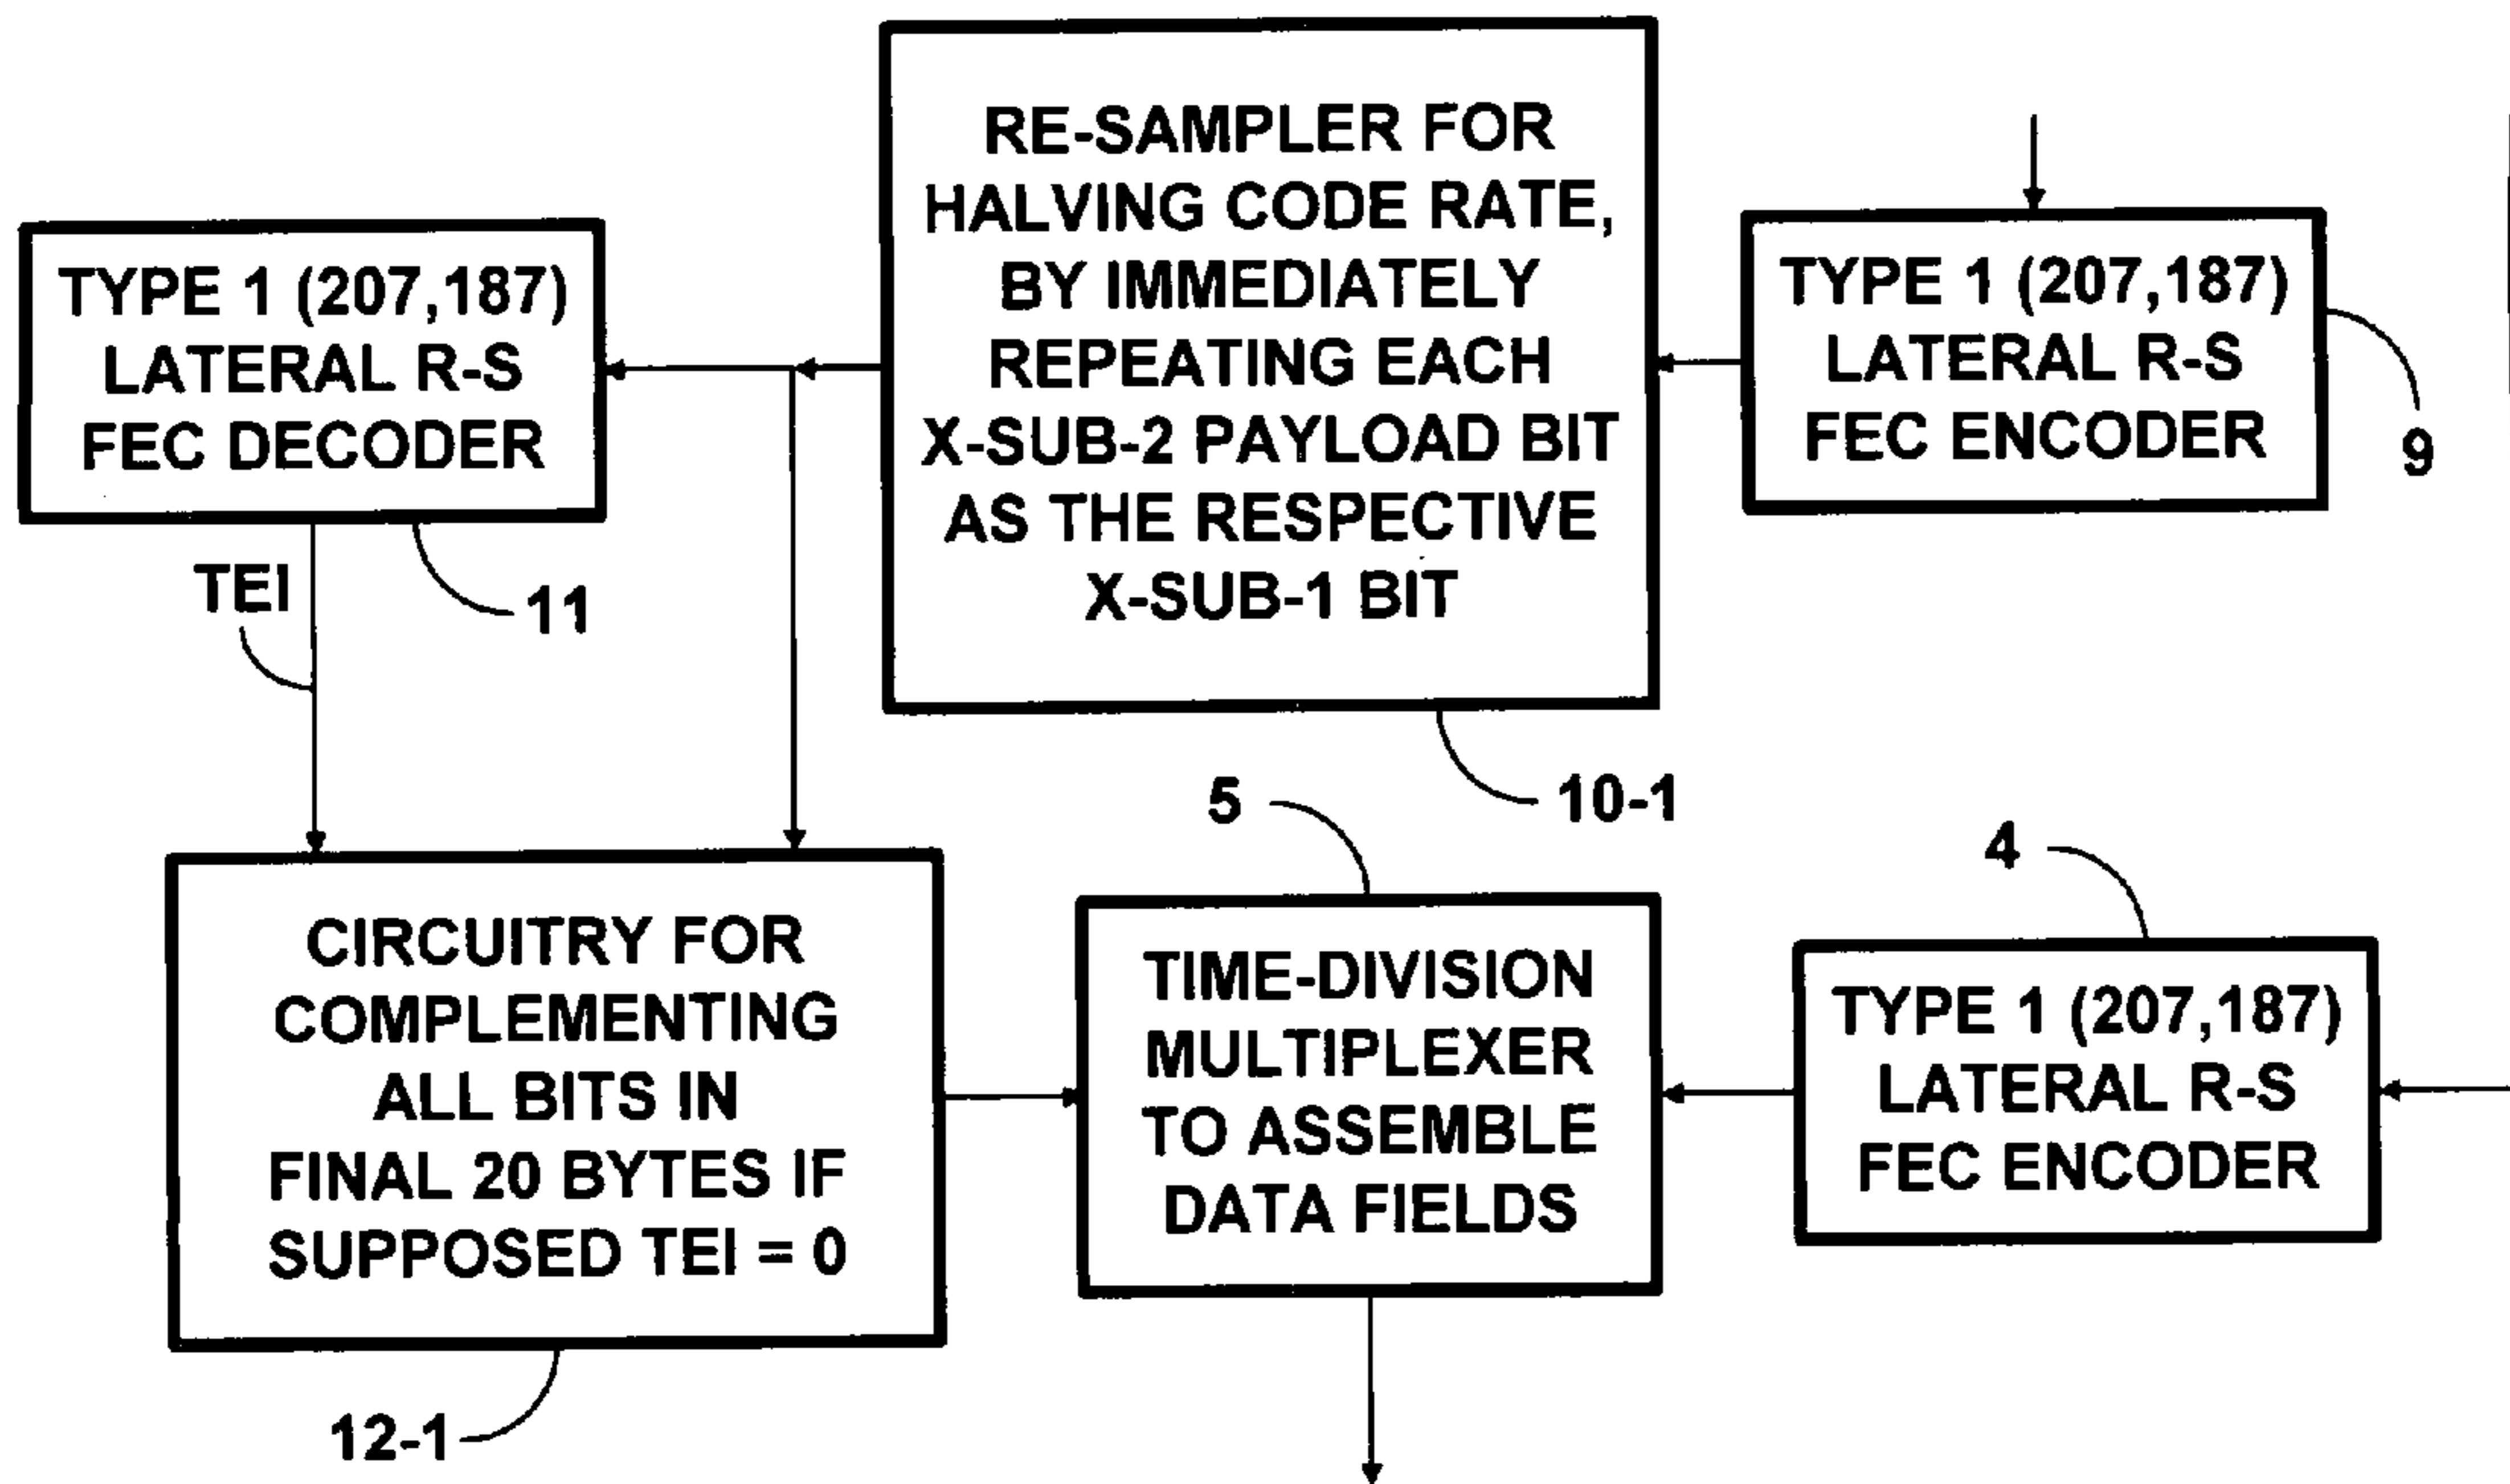 RE-SAMPLER FOR
HALVING CODE RATE,
BY IMMEDIATELY
REPEATING EACH
X-SUB-2 PAYLOAD BIT
AS THE RESPECTIVE
X-SUB-1 BIT
10-1
TYPE 1 (207,187)
LATERAL R-S
FEC DECODER
11
TEI
TYPE 1 (207,187)
LATERAL R-S
FEC ENCODER
9
CIRCUITRY FOR
COMPLEMENTING
ALL BITS IN
FINAL 20 BYTES IF
SUPPOSED TEI = 0
12-1
5
TIME-DIVISION
MULTIPLEXER
TO ASSEMBLE
DATA FIELDS
4
TYPE 1 (207,187)
LATERAL R-S
FEC ENCODER